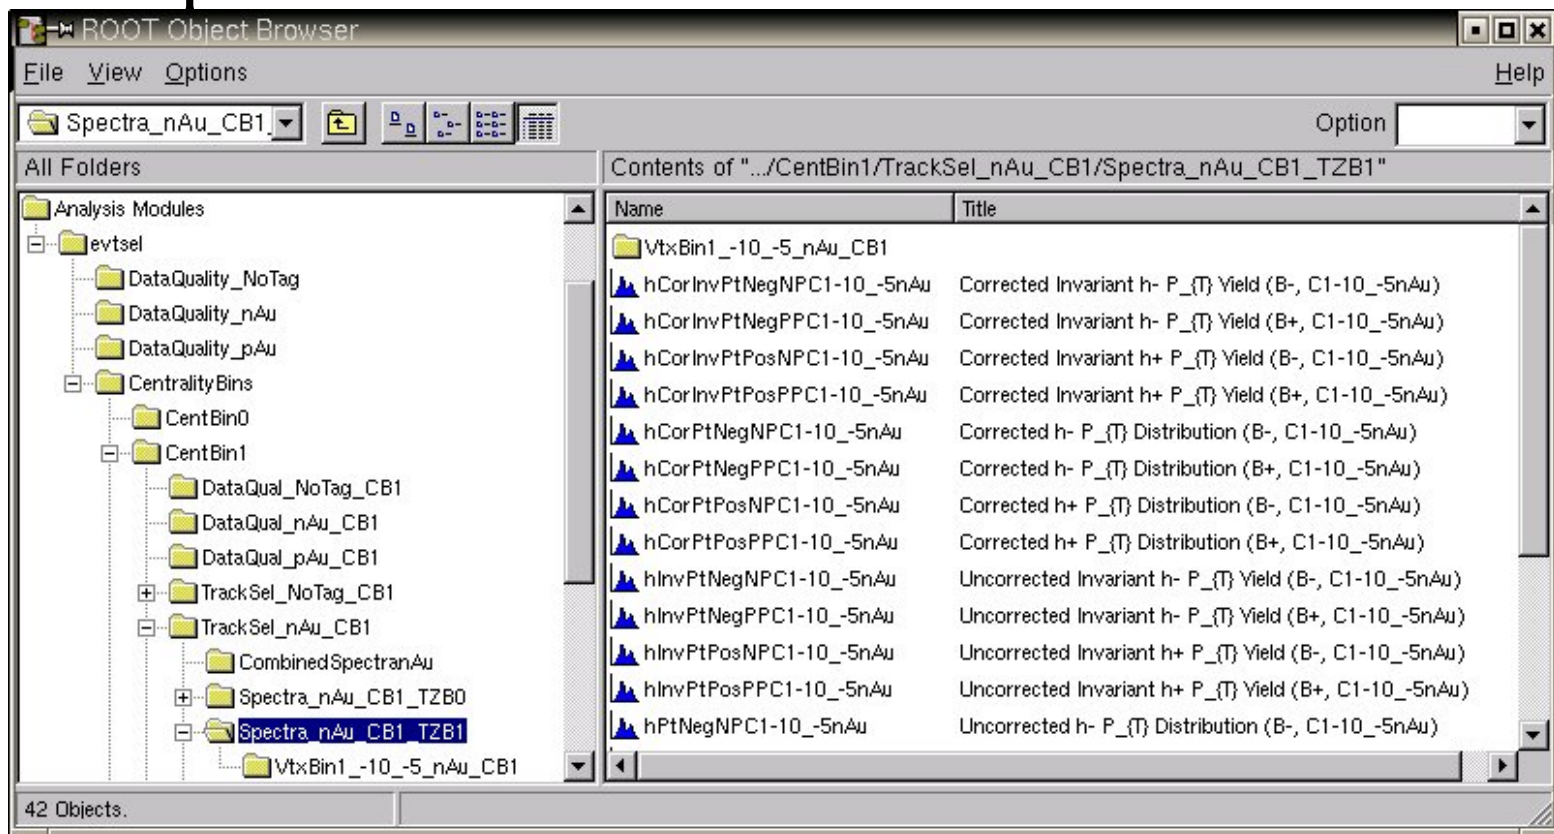 ROOT Object Browser
File View Options Help
Spectra_nAu_CB1_ Option
All Folders
Contents of ".../CentBin1/TrackSel_nAu_CB1/Spectra_nAu_CB1_TZB1"
Analysis Modules
evtsel
DataQuality_NoTag
DataQuality_nAu
DataQuality_pAu
CentralityBins
CentBin0
CentBin1
DataQual_NoTag_CB1
DataQual_nAu_CB1
DataQual_pAu_CB1
TrackSel_NoTag_CB1
TrackSel_nAu_CB1
CombinedSpectranAu
Spectra_nAu_CB1_TZB0
Spectra_nAu_CB1_TZB1
VtxBin1_-10_-5_nAu_CB1
Name Title
VtxBin1_-10_-5_nAu_CB1
hCorInvPtNegNPC1-10_-5nAu Corrected Invariant h- P_{T} Yield (B-, C1-10_-5nAu)
hCorInvPtNegPPC1-10_-5nAu Corrected Invariant h- P_{T} Yield (B+, C1-10_-5nAu)
hCorInvPtPosNPC1-10_-5nAu Corrected Invariant h+ P_{T} Yield (B-, C1-10_-5nAu)
hCorInvPtPosPPC1-10_-5nAu Corrected Invariant h+ P_{T} Yield (B+, C1-10_-5nAu)
hCorPtNegNPC1-10_-5nAu Corrected h- P_{T} Distribution (B-, C1-10_-5nAu)
hCorPtNegPPC1-10_-5nAu Corrected h- P_{T} Distribution (B+, C1-10_-5nAu)
hCorPtPosNPC1-10_-5nAu Corrected h+ P_{T} Distribution (B-, C1-10_-5nAu)
hCorPtPosPPC1-10_-5nAu Corrected h+ P_{T} Distribution (B+, C1-10_-5nAu)
hInvPtNegNPC1-10_-5nAu Uncorrected Invariant h- P_{T} Yield (B-, C1-10_-5nAu)
hInvPtNegPPC1-10_-5nAu Uncorrected Invariant h- P_{T} Yield (B+, C1-10_-5nAu)
hInvPtPosNPC1-10_-5nAu Uncorrected Invariant h+ P_{T} Yield (B-, C1-10_-5nAu)
hInvPtPosPPC1-10_-5nAu Uncorrected Invariant h+ P_{T} Yield (B+, C1-10_-5nAu)
hPtNegNPC1-10_-5nAu Uncorrected h- P_{T} Distribution (B-, C1-10_-5nAu)
42 Objects.